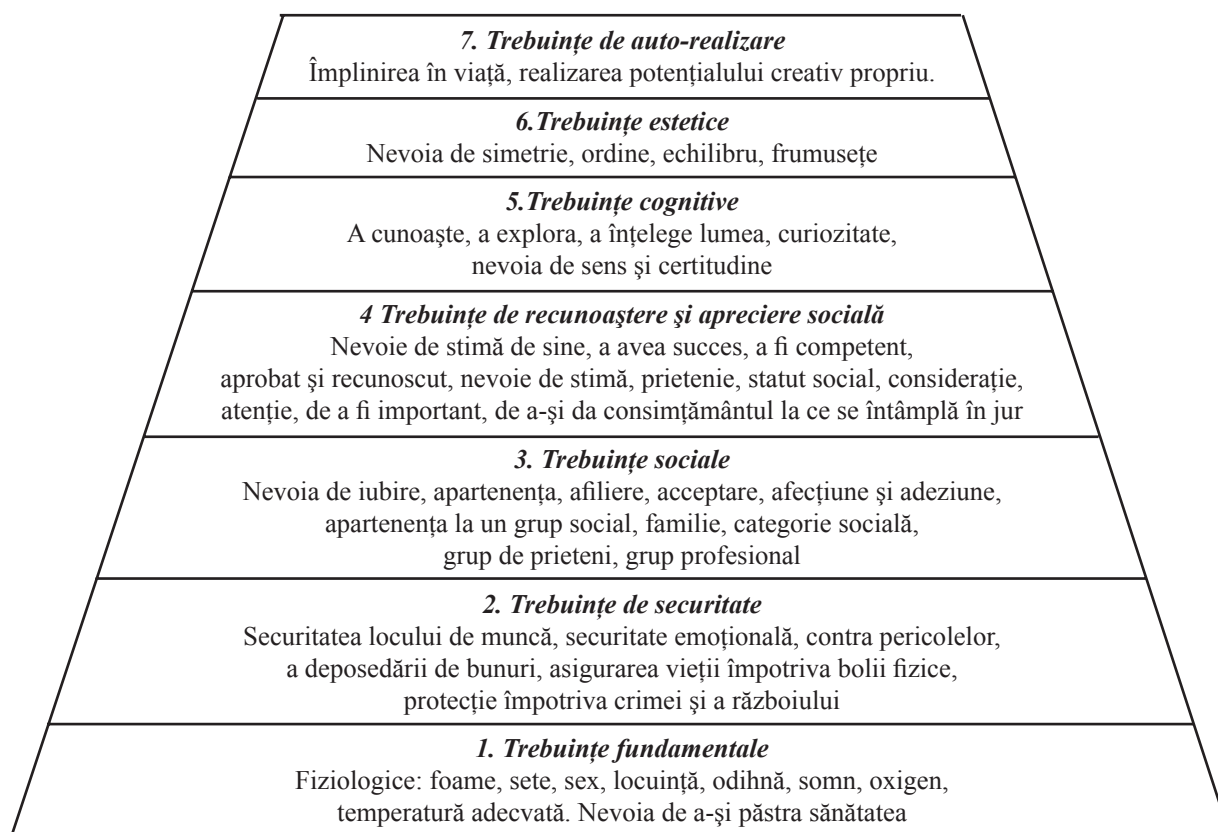 7. Trebuințe de auto-realizare
Împlinirea în viață, realizarea potențialului creativ propriu.
6.Trebuințe estetice
Nevoia de simetrie, ordine, echilibru, frumusețe
5.Trebuințe cognitive
A cunoaşte, a explora, a înțelege lumea, curiozitate,
nevoia de sens şi certitudine
4 Trebuințe de recunoaştere şi apreciere socială
Nevoie de stimă de sine, a avea succes, a fi competent,
aprobat şi recunoscut, nevoie de stimă, prietenie, statut social, considerație,
atenție, de a fi important, de a-şi da consimțământul la ce se întâmplă în jur
3. Trebuințe sociale
Nevoia de iubire, apartenența, afiliere, acceptare, afecțiune şi adeziune,
apartenența la un grup social, familie, categorie socială,
grup de prieteni, grup profesional
2. Trebuințe de securitate
Securitatea locului de muncă, securitate emoțională, contra pericolelor,
a deposedării de bunuri, asigurarea vieții împotriva bolii fizice,
protecție împotriva crimei şi a războiului
1. Trebuințe fundamentale
Fiziologice: foame, sete, sex, locuință, odihnă, somn, oxigen,
temperatură adecvată. Nevoia de a-şi păstra sănătatea